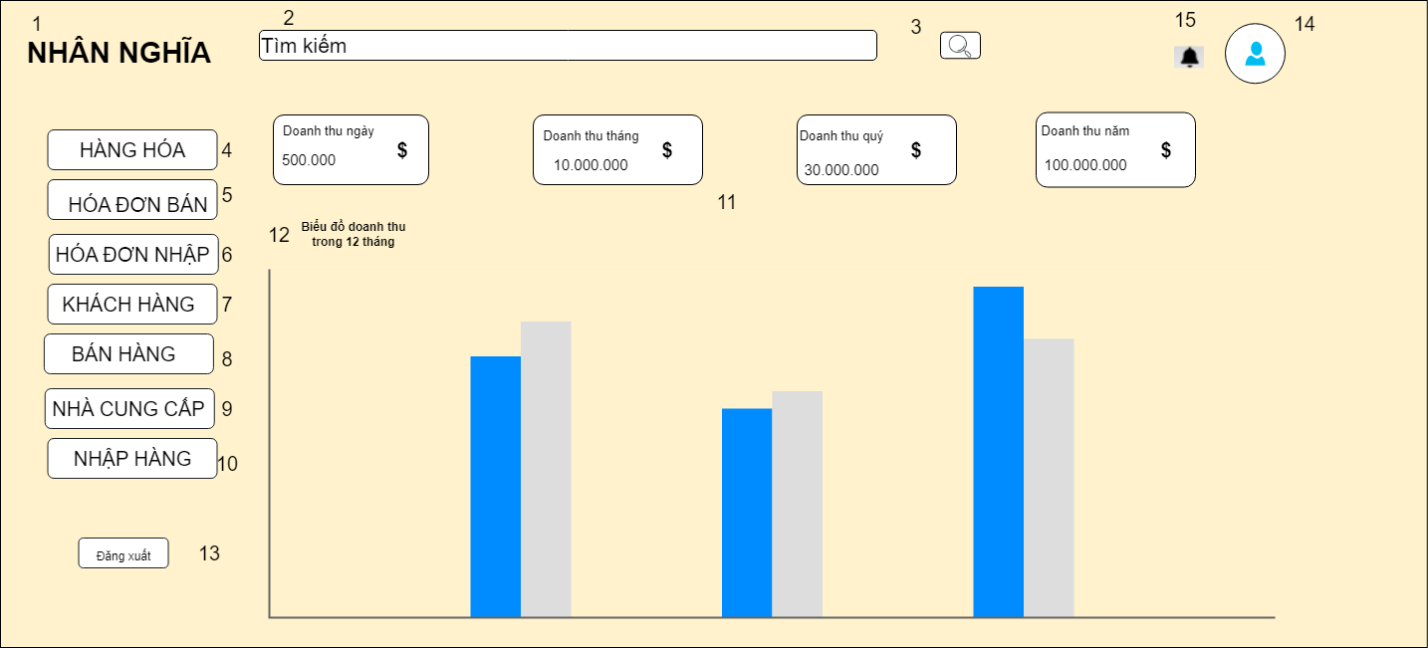 1
NHÂN NGHĨA
2
Tìm kiếm
3
15
14
HÀNG HÓA 4
HÓA ĐƠN BÁN 5
HÓA ĐƠN NHẬP 6
KHÁCH HÀNG 7
BÁN HÀNG 8
NHÀ CUNG CẤP 9
NHẬP HÀNG 10
Đăng xuất 13
Doanh thu ngày
500.000 $
Doanh thu tháng
10.000.000 $
Doanh thu quý
30.000.000 $
Doanh thu năm
100.000.000 $
11
12
Biểu đồ doanh thu
trong 12 tháng